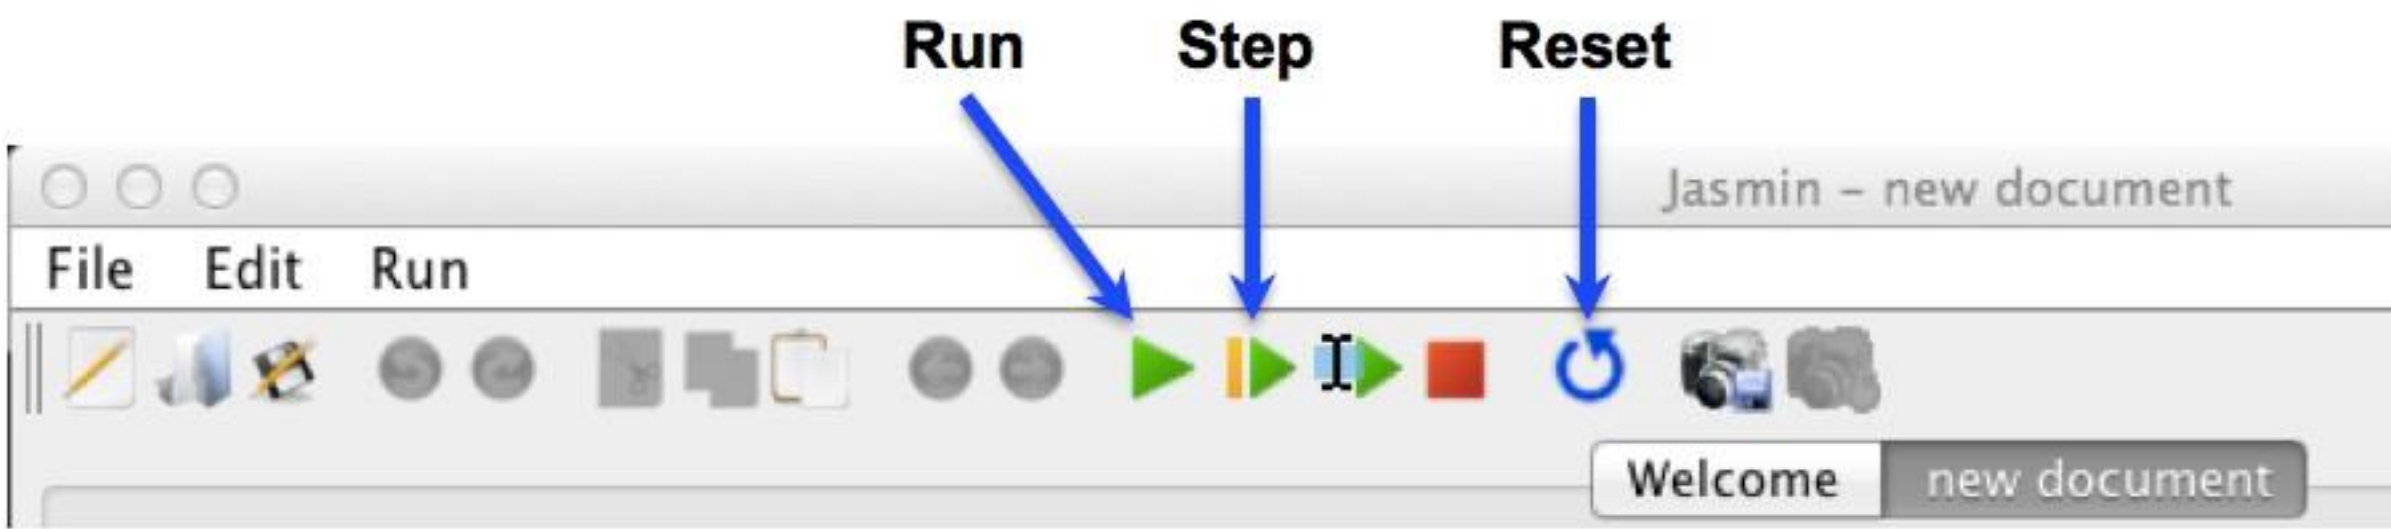 Run Step Reset
Jasmin – new document
File Edit Run
Welcome new document